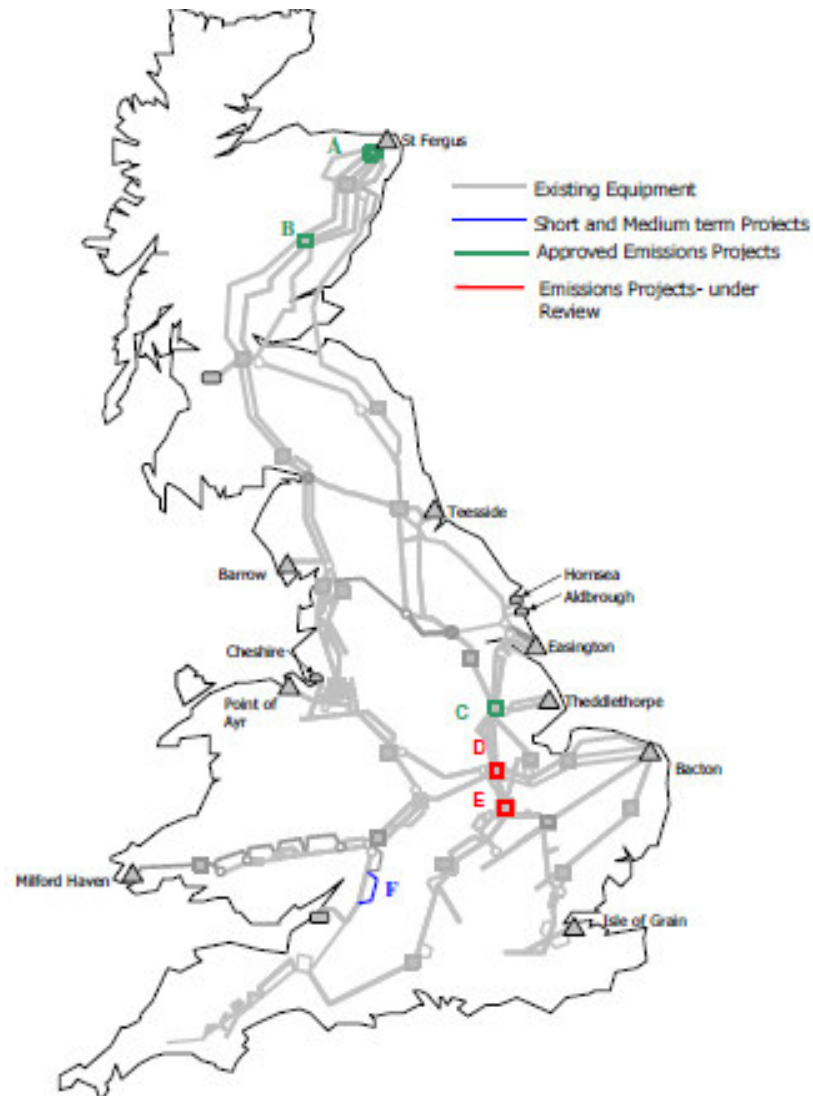 A
St Fergus
Existing Equipment
Short and Medium term Projects
B
Approved Emissions Projects
Emissions Projects- under
Review
Teesside
Barrow
Hornsea
Aldbrough
Cheshire
Easington
Point of
Ayr
Theddlethorpe
C
D
Bacton
E
Milford Haven
F
Isle of Grain